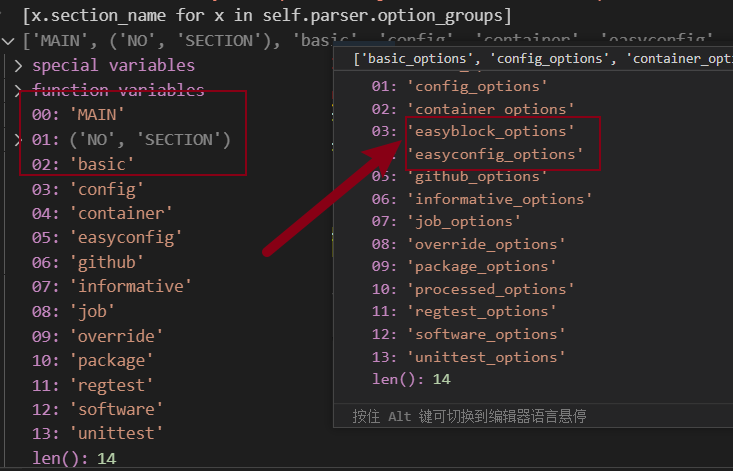 [x.section_name for x in self.parser.option_groups]
['MAIN', ('NO', 'SECTION'), 'basic', 'config', 'container', 'easyconfig',
special variables
function variables
00: 'MAIN'
01: ('NO', 'SECTION')
02: 'basic'
03: 'config'
04: 'container'
05: 'easyconfig'
06: 'github'
07: 'informative'
08: 'job'
09: 'override'
10: 'package'
11: 'regtest'
12: 'software'
13: 'unittest'
len(): 14
['basic_options', 'config_options', 'container_opti
01: 'config_options'
02: 'container_options'
03: 'easyblock_options'
'easyconfig_options'
05: 'github_options'
06: 'informative_options'
07: 'job_options'
08: 'override_options'
09: 'package_options'
10: 'processed_options'
11: 'regtest_options'
12: 'software_options'
13: 'unittest_options'
len(): 14
按住 Alt 键可切换到编辑器语言悬停